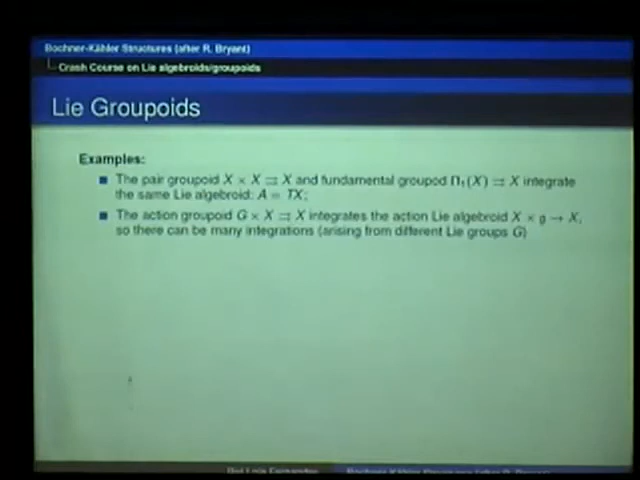 Bochner-Kähler Structures (after R. Bryant)
Crash Course on Lie algebroids/groupoids
Lie Groupoids
Examples:
The pair groupoid X × X ⇉ X and fundamental groupod Π₁(X) ⇉ X integrate
the same Lie algebroid: A = TX;
The action groupoid G × X ⇉ X integrates the action Lie algebroid X × g → X,
so there can be many integrations (arising from different Lie groups G)